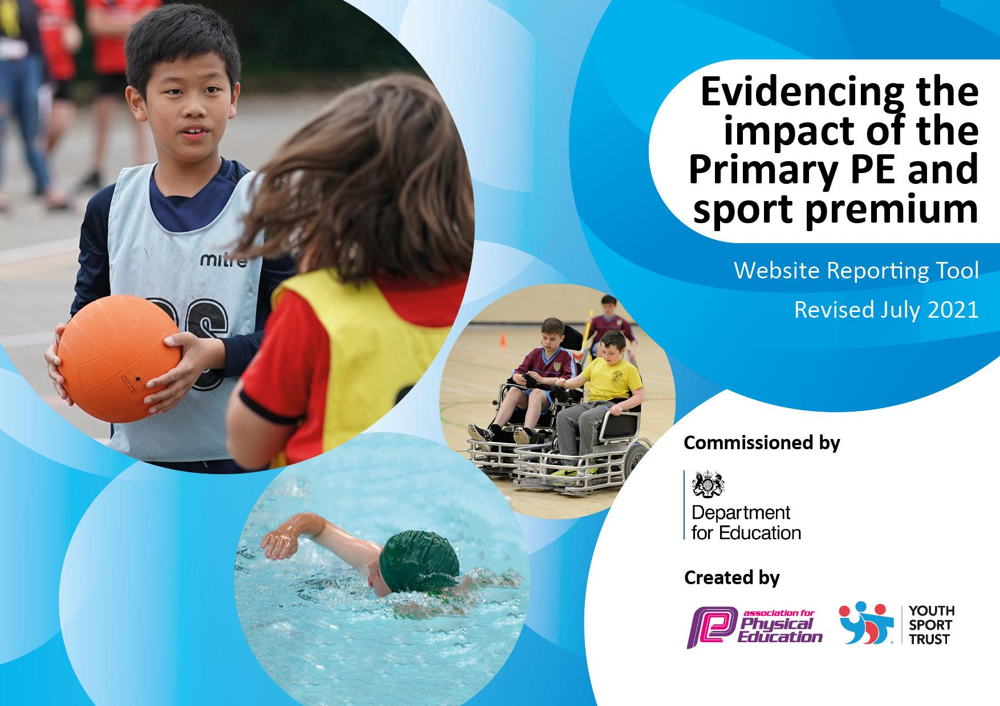 Evidencing the
impact of the
Primary PE and
sport premium
Website Reporting Tool
Revised July 2021
mitre
Commissioned by
Department
for Education
Created by
association for
Physical
Education
YOUTH
SPORT
TRUST